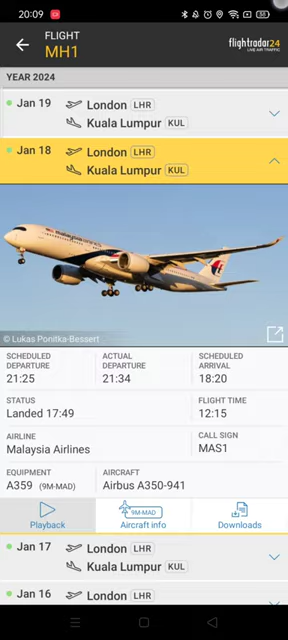 20:09
55
FLIGHT
MH1
flightradar24
LIVE AIR TRAFFIC
YEAR 2024
Jan 19
London LHR
Kuala Lumpur KUL
Jan 18
London LHR
Kuala Lumpur KUL
malaysia airlines
© Lukas Ponitka-Bessert
SCHEDULED DEPARTURE
21:25
ACTUAL DEPARTURE
21:34
SCHEDULED ARRIVAL
18:20
STATUS
Landed 17:49
FLIGHT TIME
12:15
AIRLINE
Malaysia Airlines
CALL SIGN
MAS1
EQUIPMENT
A359 (9M-MAD)
AIRCRAFT
Airbus A350-941
Playback
9M-MAD
Aircraft info
Downloads
Jan 17
London LHR
Kuala Lumpur KUL
Jan 16
London LHR